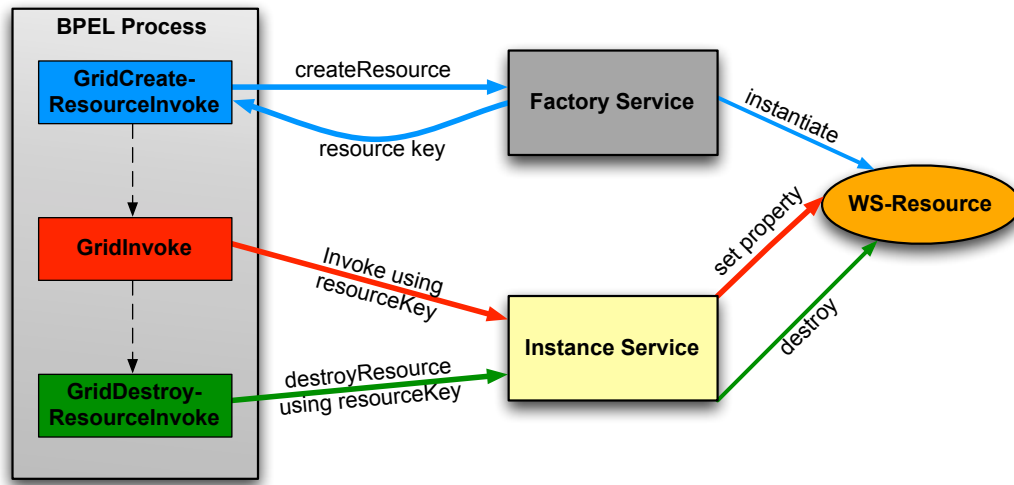 BPEL Process
GridCreate-
ResourceInvoke
createResource
resource key
Factory Service
instantiate
WS-Resource
GridInvoke
Invoke using
resourceKey
set property
Instance Service
destroy
GridDestroy-
ResourceInvoke
destroyResource
using resourceKey